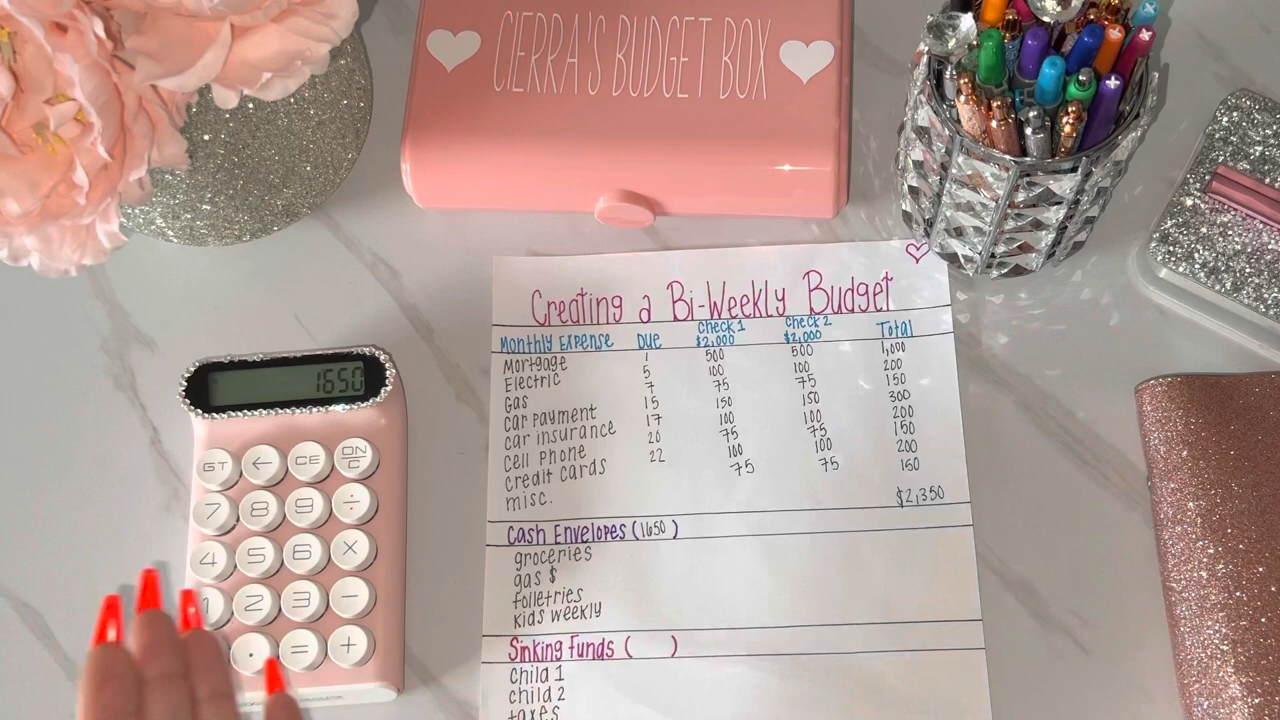 CIERRA'S BUDGET BOX
Creating a Bi-Weekly Budget
Monthly Expense Due Check 1 $2,000 Check 2 $2,000 Total
Mortgage 1 500 500 1,000
Electric 5 100 100 200
Gas 7 75 75 150
car payment 15 150 150 300
car insurance 17 100 100 200
cell phone 20 75 75 150
credit cards 22 100 100 200
misc. 75 75 150
$2,350
Cash Envelopes (1650)
groceries
gas $
toiletries
kids weekly
Sinking Funds ( )
child 1
child 2
taxes
1650
GT ← CE ON/C
7 8 9 ÷
4 5 6 X
1 2 3 −
. = +